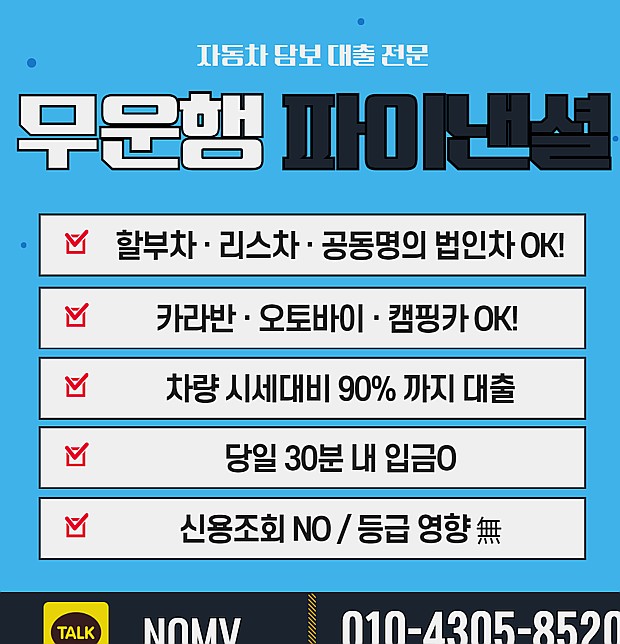 자동차 담보 대출 전문
무운행 파이낸셜
할부차 · 리스차 · 공동명의 법인차 OK!
카라반 · 오토바이 · 캠핑카 OK!
차량 시세대비 90% 까지 대출
당일 30분 내 입금O
신용조회 NO / 등급 영향 無
TALK NOMV 010-4305-8520